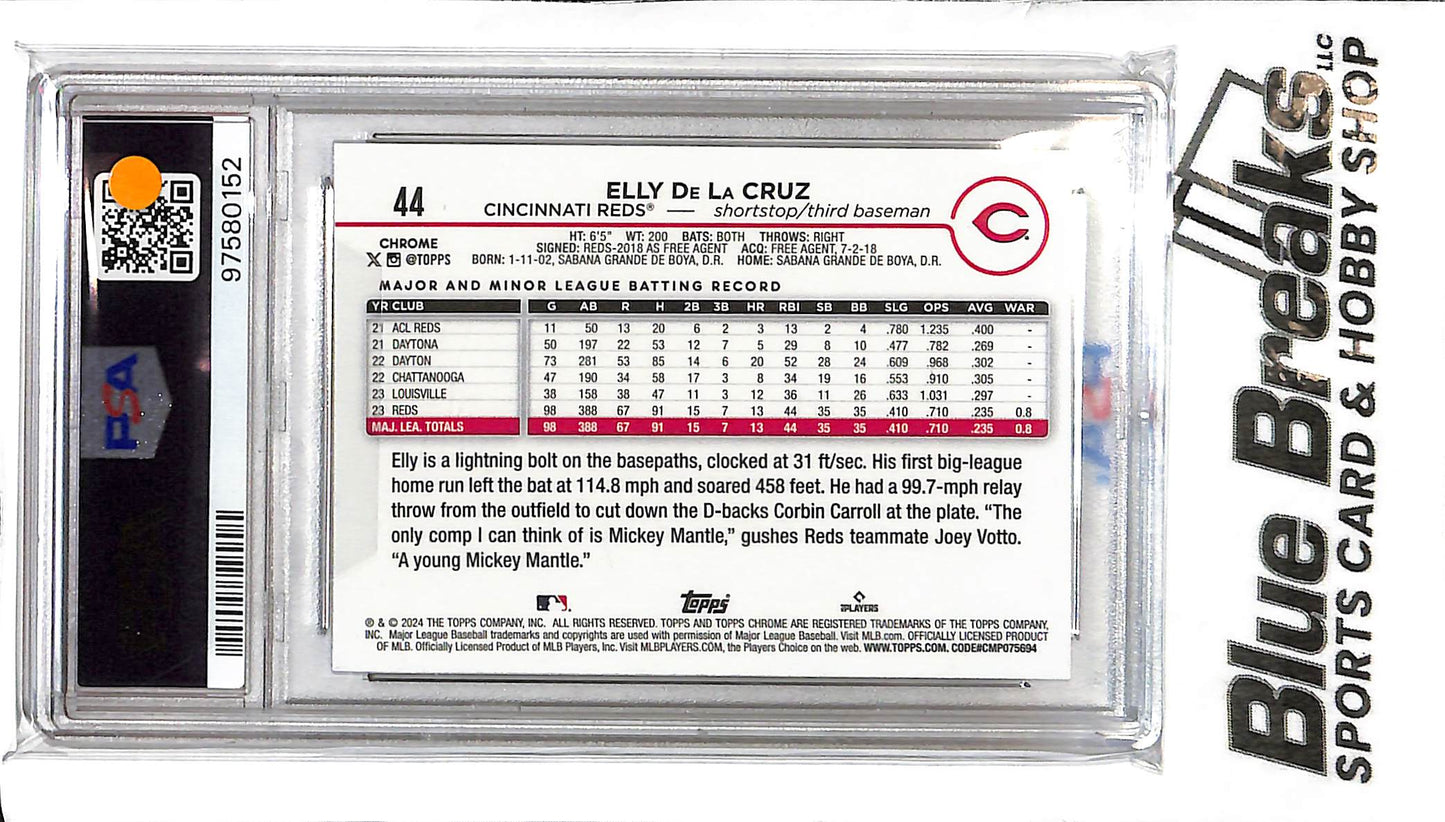 97580152
PSA
44
ELLY DE LA CRUZ
CINCINNATI REDS® — shortstop/third baseman
C
CHROME
X @TOPPS
HT: 6'5" WT: 200 BATS: BOTH THROWS: RIGHT
SIGNED: REDS-2018 AS FREE AGENT ACQ: FREE AGENT, 7-2-18
BORN: 1-11-02, SABANA GRANDE DE BOYA, D.R. HOME: SABANA GRANDE DE BOYA, D.R.
MAJOR AND MINOR LEAGUE BATTING RECORD
YR CLUB G AB R H 2B 3B HR RBI SB BB SLG OPS AVG WAR
21 ACL REDS 11 50 13 20 6 2 3 13 2 4 .780 1.235 .400 -
21 DAYTONA 50 197 22 53 12 7 5 29 8 10 .477 .782 .269 -
22 DAYTON 73 281 53 85 14 6 20 52 28 24 .609 .968 .302 -
22 CHATTANOOGA 47 190 34 58 17 3 8 34 19 16 .553 .910 .305 -
23 LOUISVILLE 38 158 38 47 11 3 12 36 11 26 .633 1.031 .297 -
23 REDS 98 388 67 91 15 7 13 44 35 35 .410 .710 .235 0.8
MAJ. LEA. TOTALS 98 388 67 91 15 7 13 44 35 35 .410 .710 .235 0.8
Elly is a lightning bolt on the basepaths, clocked at 31 ft/sec. His first big-league
home run left the bat at 114.8 mph and soared 458 feet. He had a 99.7-mph relay
throw from the outfield to cut down the D-backs Corbin Carroll at the plate. “The
only comp I can think of is Mickey Mantle,” gushes Reds teammate Joey Votto.
“A young Mickey Mantle.”
Topps
PLAYERS
® & © 2024 THE TOPPS COMPANY, INC. ALL RIGHTS RESERVED. TOPPS AND TOPPS CHROME ARE REGISTERED TRADEMARKS OF THE TOPPS COMPANY,
INC. Major League Baseball trademarks and copyrights are used with permission of Major League Baseball. Visit MLB.com. OFFICIALLY LICENSED PRODUCT
OF MLB. Officially Licensed Product of MLB Players, Inc. Visit MLBPLAYERS.COM, the Players Choice on the web. WWW.TOPPS.COM. CODE#CMP075694
Blue Breaks LLC
SPORTS CARD & HOBBY SHOP